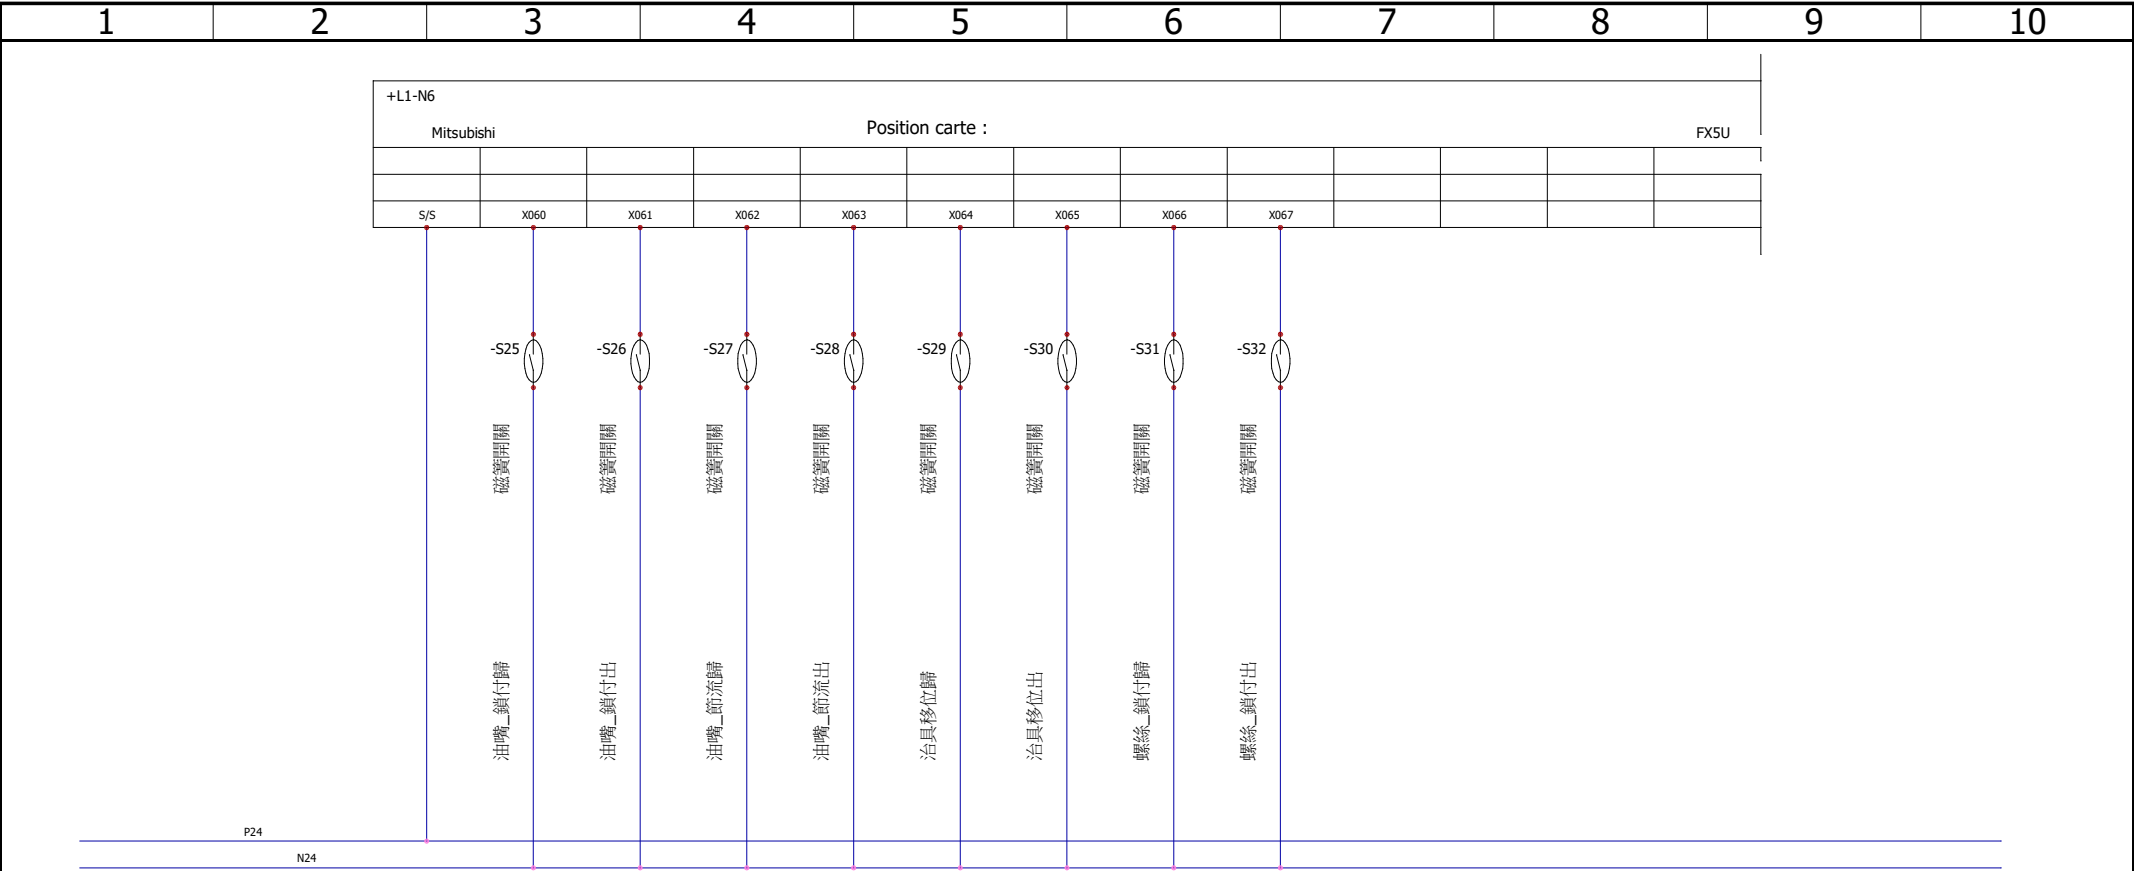 1 2 3 4 5 6 7 8 9 10
+L1-N6
Mitsubishi Position carte : FX5U
S/S X060 X061 X062 X063 X064 X065 X066 X067
-S25 -S26 -S27 -S28 -S29 -S30 -S31 -S32
磁簧開關 磁簧開關 磁簧開關 磁簧開關 磁簧開關 磁簧開關 磁簧開關 磁簧開關
油嘴_鎖付歸 油嘴_鎖付出 油嘴_節流歸 油嘴_節流出 治具移位歸 治具移位出 螺絲_鎖付歸 螺絲_鎖付出
P24
N24